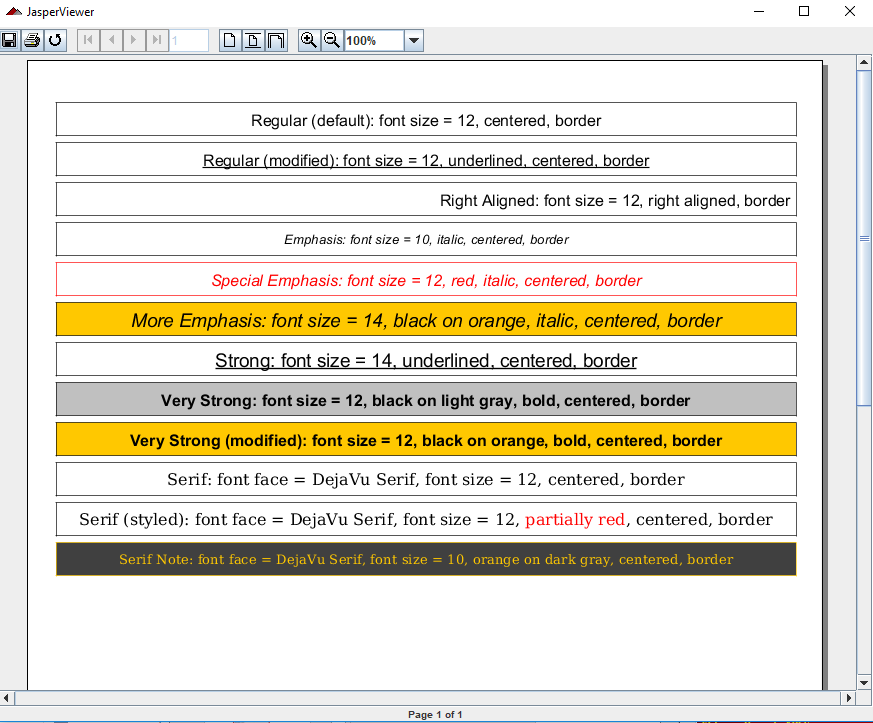 JasperViewer
1
100%
Regular (default): font size = 12, centered, border
Regular (modified): font size = 12, underlined, centered, border
Right Aligned: font size = 12, right aligned, border
Emphasis: font size = 10, italic, centered, border
Special Emphasis: font size = 12, red, italic, centered, border
More Emphasis: font size = 14, black on orange, italic, centered, border
Strong: font size = 14, underlined, centered, border
Very Strong: font size = 12, black on light gray, bold, centered, border
Very Strong (modified): font size = 12, black on orange, bold, centered, border
Serif: font face = DejaVu Serif, font size = 12, centered, border
Serif (styled): font face = DejaVu Serif, font size = 12, partially red, centered, border
Serif Note: font face = DejaVu Serif, font size = 10, orange on dark gray, centered, border
Page 1 of 1